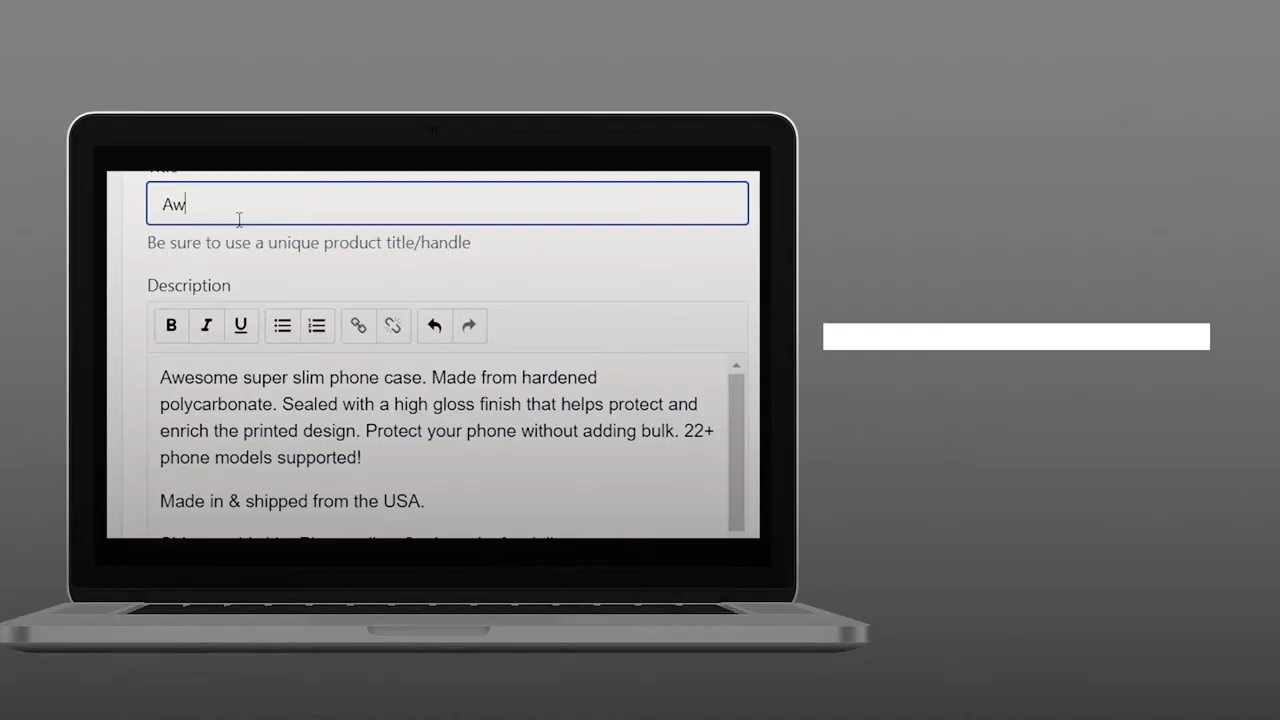 Aw
Be sure to use a unique product title/handle
Description
B I U
Awesome super slim phone case. Made from hardened
polycarbonate. Sealed with a high gloss finish that helps protect and
enrich the printed design. Protect your phone without adding bulk. 22+
phone models supported!
Made in & shipped from the USA.